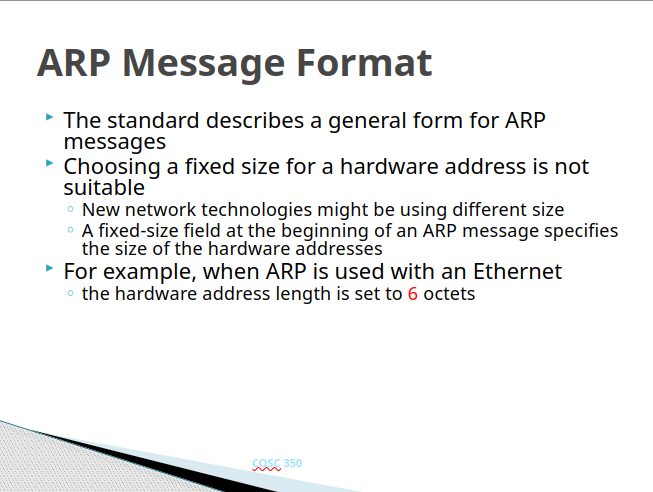 ARP Message Format
The standard describes a general form for ARP
messages
Choosing a fixed size for a hardware address is not
suitable
New network technologies might be using different size
A fixed-size field at the beginning of an ARP message specifies
the size of the hardware addresses
For example, when ARP is used with an Ethernet
the hardware address length is set to 6 octets
COSC 350